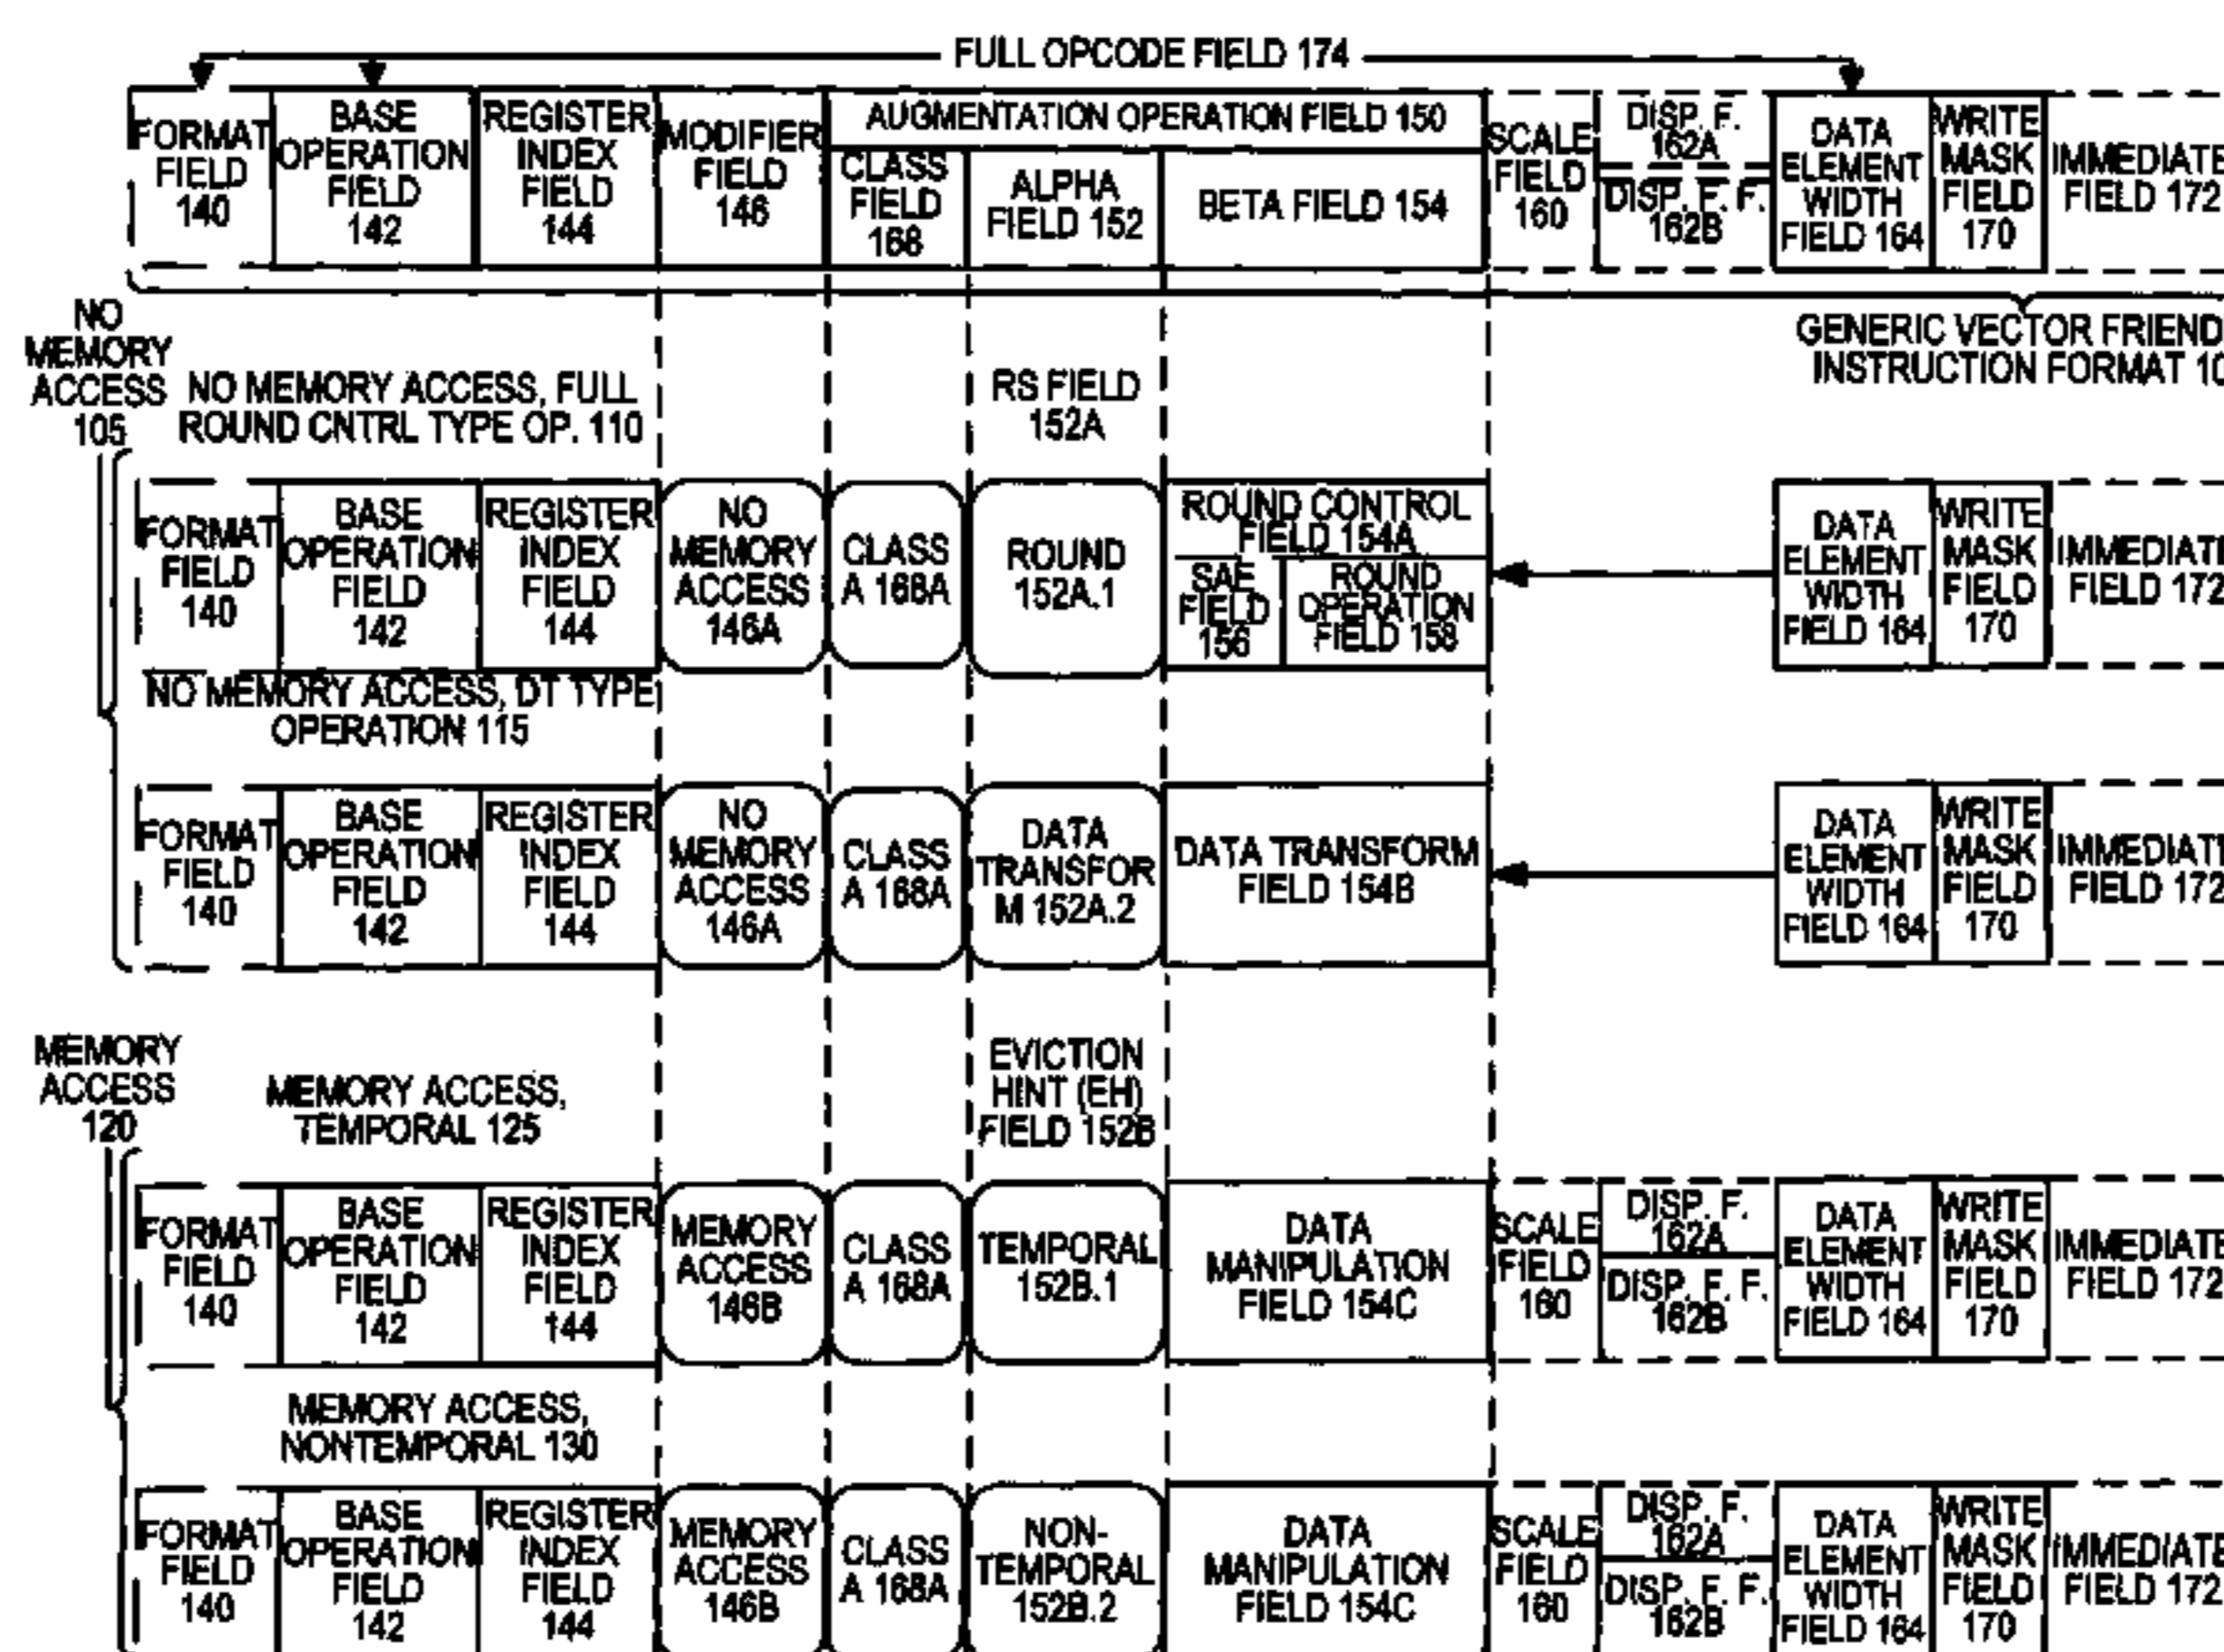 FULL OPCODE FIELD 174
FORMAT FIELD 140
BASE OPERATION FIELD 142
REGISTER INDEX FIELD 144
MODIFIER FIELD 146
AUGMENTATION OPERATION FIELD 150
CLASS FIELD 168
ALPHA FIELD 152
BETA FIELD 154
SCALE FIELD 160
DISP. F. 162A
DISP. F. F. 162B
DATA ELEMENT WIDTH FIELD 164
WRITE MASK FIELD 170
IMMEDIATE FIELD 172
GENERIC VECTOR FRIEND
INSTRUCTION FORMAT 10
NO MEMORY ACCESS 105
NO MEMORY ACCESS, FULL
ROUND CNTRL TYPE OP. 110
RS FIELD
152A
FORMAT FIELD 140
BASE OPERATION FIELD 142
REGISTER INDEX FIELD 144
NO MEMORY ACCESS 146A
CLASS A 168A
ROUND 152A.1
ROUND CONTROL FIELD 154A
SAE FIELD 156
ROUND OPERATION FIELD 158
DATA ELEMENT WIDTH FIELD 164
WRITE MASK FIELD 170
IMMEDIATE FIELD 172
NO MEMORY ACCESS, DT TYPE
OPERATION 115
FORMAT FIELD 140
BASE OPERATION FIELD 142
REGISTER INDEX FIELD 144
NO MEMORY ACCESS 146A
CLASS A 168A
DATA TRANSFOR M 152A.2
DATA TRANSFORM FIELD 154B
DATA ELEMENT WIDTH FIELD 164
WRITE MASK FIELD 170
IMMEDIATE FIELD 172
MEMORY ACCESS 120
MEMORY ACCESS,
TEMPORAL 125
EVICTION
HINT (EH)
FIELD 152B
FORMAT FIELD 140
BASE OPERATION FIELD 142
REGISTER INDEX FIELD 144
MEMORY ACCESS 146B
CLASS A 168A
TEMPORAL 152B.1
DATA MANIPULATION FIELD 154C
SCALE FIELD 160
DISP. F. 162A
DISP. F. F. 162B
DATA ELEMENT WIDTH FIELD 164
WRITE MASK FIELD 170
IMMEDIATE FIELD 172
MEMORY ACCESS,
NONTEMPORAL 130
FORMAT FIELD 140
BASE OPERATION FIELD 142
REGISTER INDEX FIELD 144
MEMORY ACCESS 146B
CLASS A 168A
NON-TEMPORAL 152B.2
DATA MANIPULATION FIELD 154C
SCALE FIELD 160
DISP. F. 162A
DISP. F. F. 162B
DATA ELEMENT WIDTH FIELD 164
WRITE MASK FIELD 170
IMMEDIATE FIELD 172